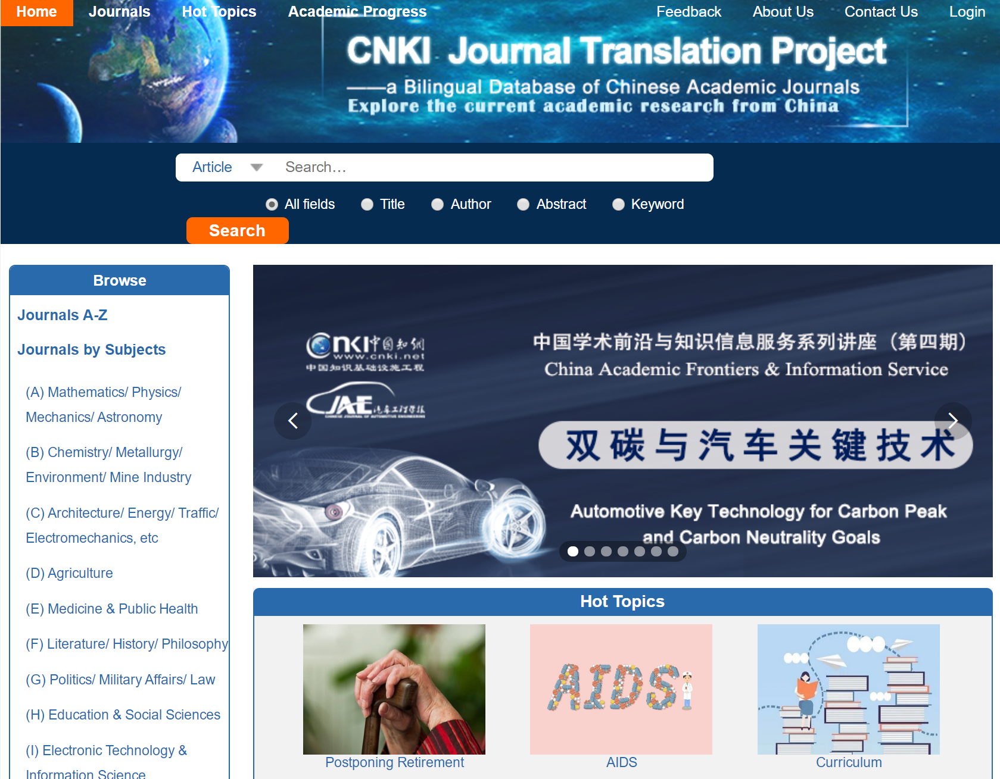 Home Journals Hot Topics Academic Progress Feedback About Us Contact Us Login
CNKI Journal Translation Project
——a Bilingual Database of Chinese Academic Journals
Explore the current academic research from China
Article Search...
All fields Title Author Abstract Keyword
Search
Browse
Journals A-Z
Journals by Subjects
(A) Mathematics/ Physics/
Mechanics/ Astronomy
(B) Chemistry/ Metallurgy/
Environment/ Mine Industry
(C) Architecture/ Energy/ Traffic/
Electromechanics, etc
(D) Agriculture
(E) Medicine & Public Health
(F) Literature/ History/ Philosophy
(G) Politics/ Military Affairs/ Law
(H) Education & Social Sciences
(I) Electronic Technology &
Information Science
cnki中国知网
www.cnki.net
中国知识基础设施工程
JAE 汽车工程学报
CHINESE JOURNAL OF AUTOMOTIVE ENGINEERING
中国学术前沿与知识信息服务系列讲座（第四期）
China Academic Frontiers & Information Service
双碳与汽车关键技术
Automotive Key Technology for Carbon Peak
and Carbon Neutrality Goals
Hot Topics
AIDS
Postponing Retirement AIDS Curriculum